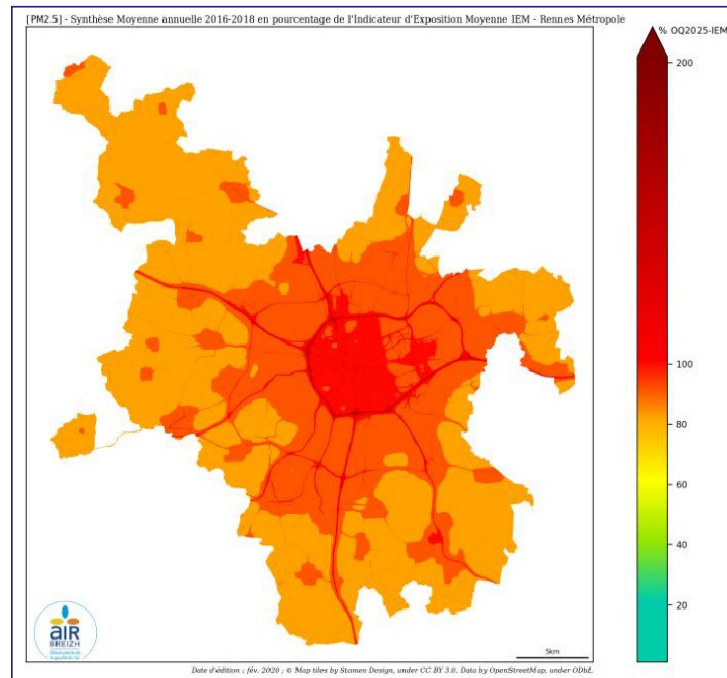 [PM2.5] - Synthèse Moyenne annuelle 2016-2018 en pourcentage de l'Indicateur d'Exposition Moyenne IEM - Rennes Métropole
% OQ2025-IEM
200
100
80
60
40
20
5km
aiR
BREIZH
Date d'édition : fév. 2020 ; © Map tiles by Stamen Design, under CC BY 3.0. Data by OpenStreetMap, under ODbL.